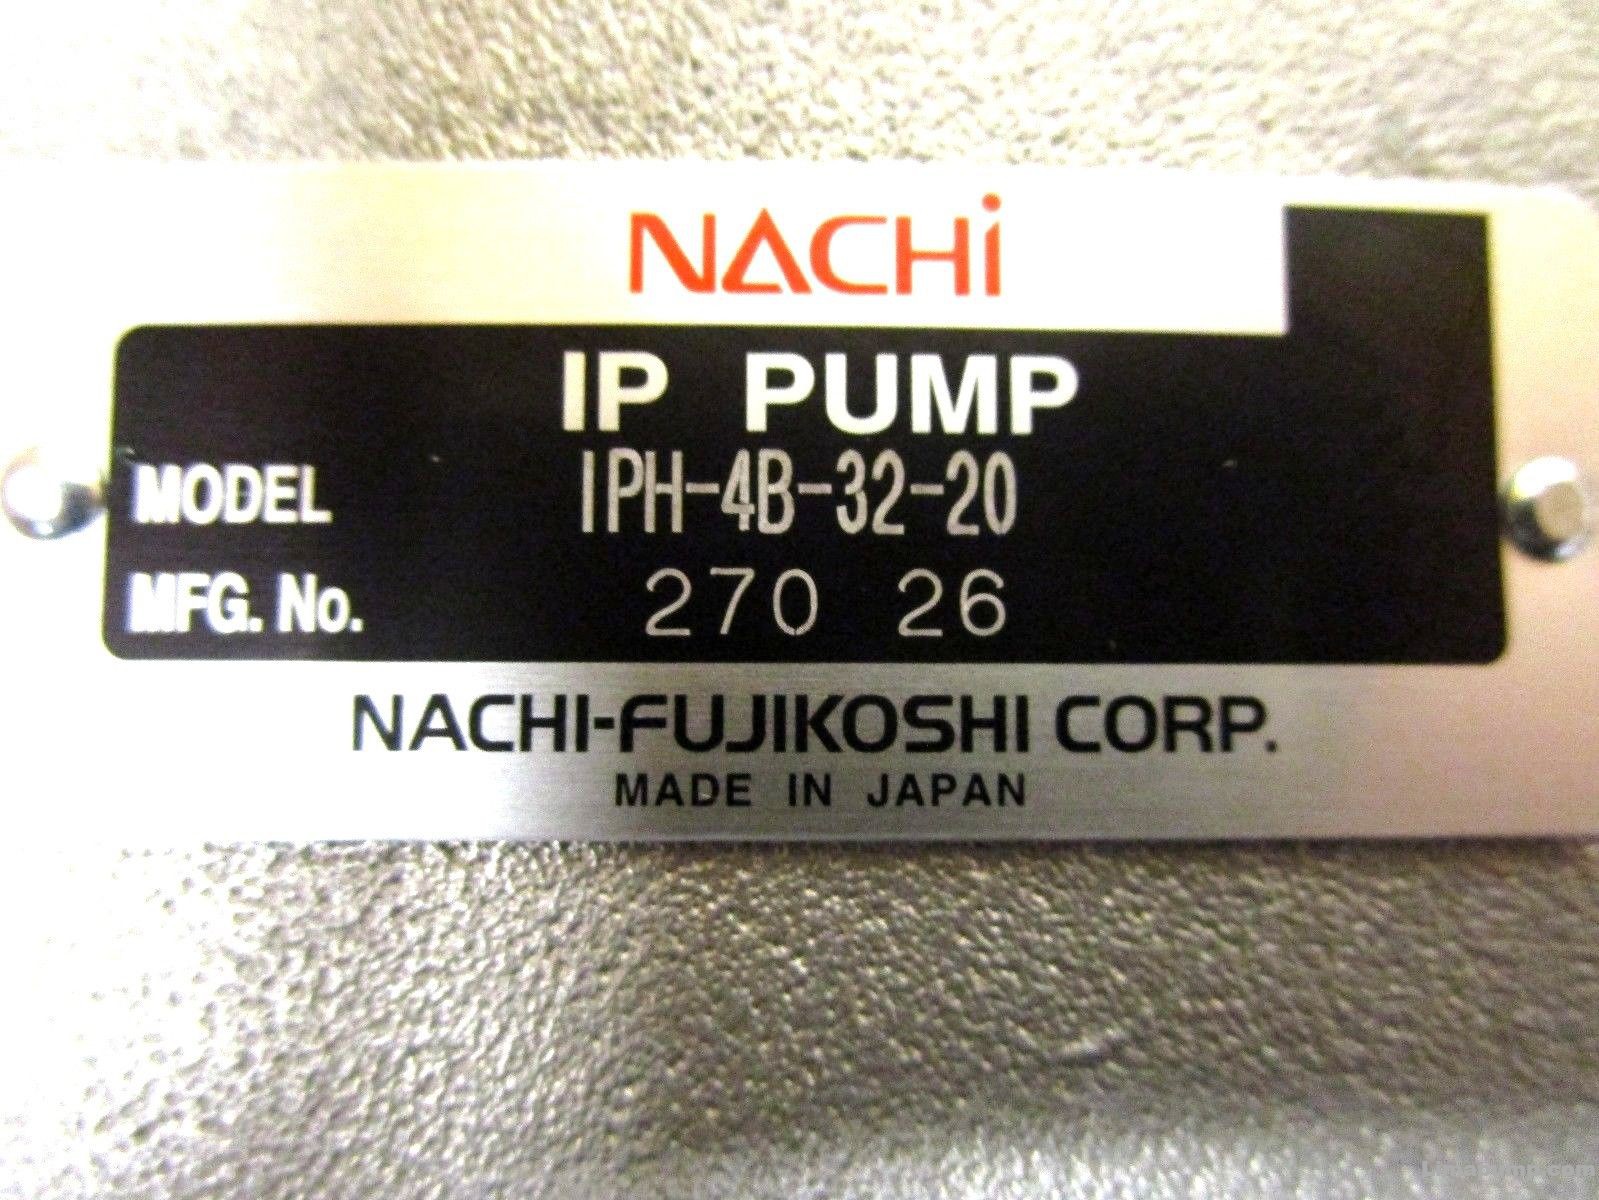 NACHi
IP PUMP
MODEL IPH-4B-32-20
MFG. No. 270 26
NACHI-FUJIKOSHI CORP.
MADE IN JAPAN